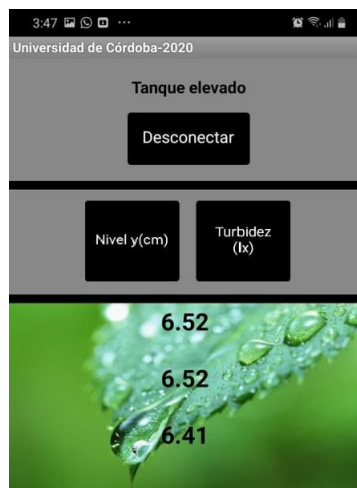 3:47
Universidad de Córdoba-2020
Tanque elevado
Desconectar
Nivel y(cm)
Turbidez
(lx)
6.52
6.52
6.41